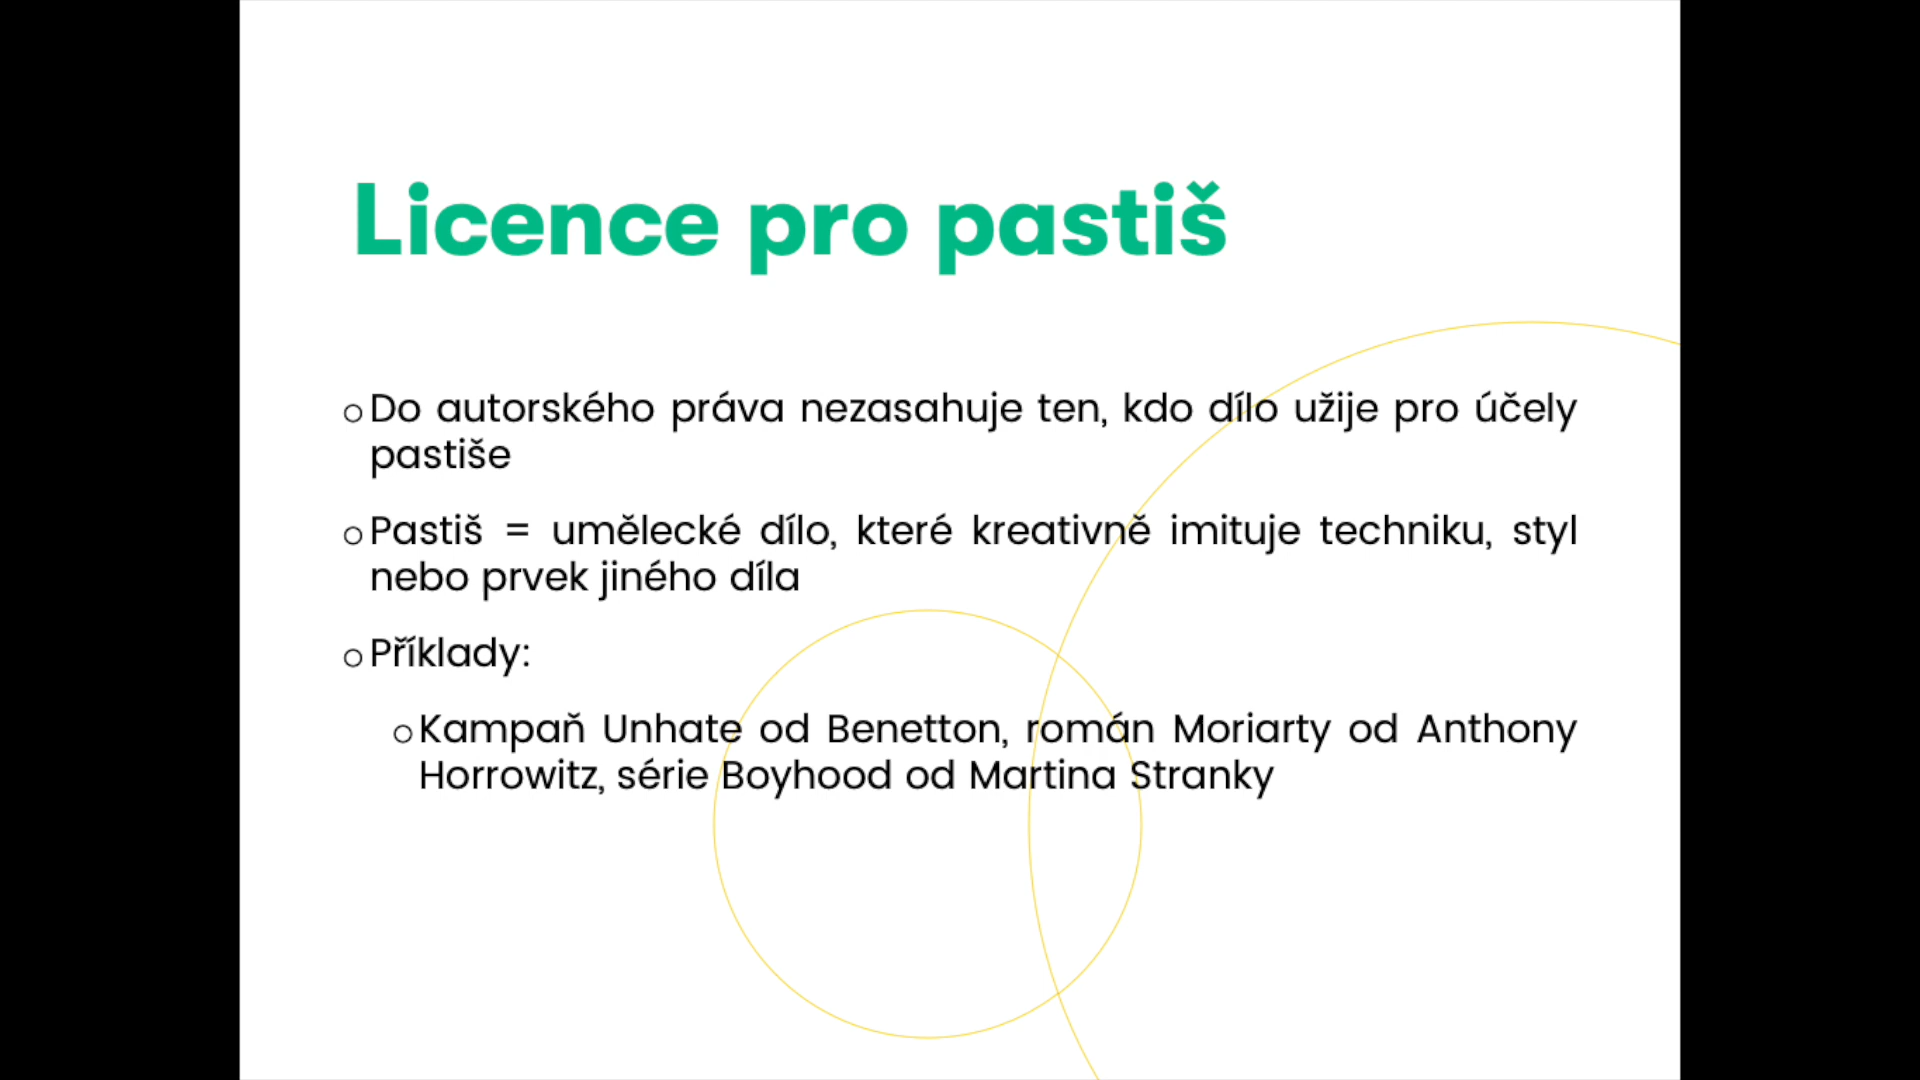 Licence pro pastiš
Do autorského práva nezasahuje ten, kdo dílo užije pro účely
pastiše
Pastiš = umělecké dílo, které kreativně imituje techniku, styl
nebo prvek jiného díla
Příklady:
Kampaň Unhate od Benetton, román Moriarty od Anthony
Horrowitz, série Boyhood od Martina Stranky